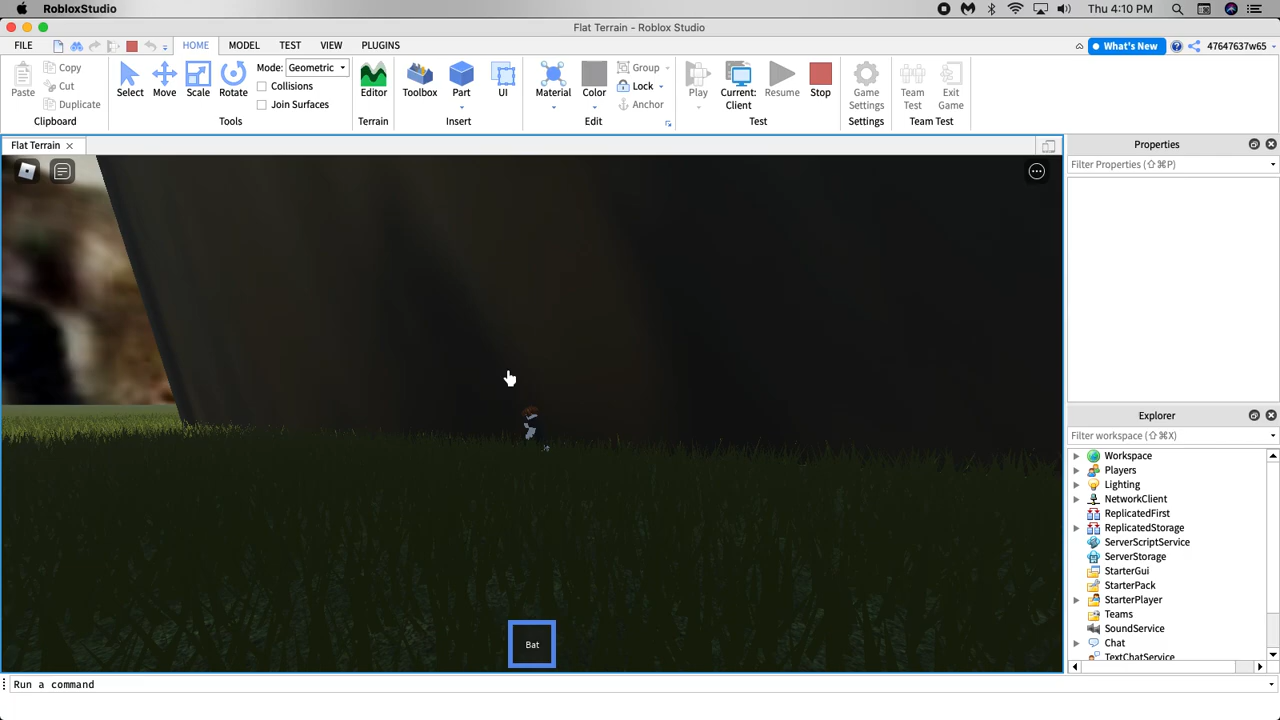 RobloxStudio
Thu 4:10 PM
Flat Terrain - Roblox Studio
FILE
HOME
MODEL
TEST
VIEW
PLUGINS
What's New
47647637w65
Paste
Copy
Cut
Duplicate
Clipboard
Select
Move
Scale
Rotate
Mode: Geometric
Collisions
Join Surfaces
Tools
Editor
Terrain
Toolbox
Part
UI
Insert
Material
Color
Group
Lock
Anchor
Edit
Play
Current:
Client
Resume
Stop
Test
Game
Settings
Settings
Team
Test
Exit
Game
Team Test
Flat Terrain
Bat
Properties
Filter Properties (⇧⌘P)
Explorer
Filter workspace (⇧⌘X)
Workspace
Players
Lighting
NetworkClient
ReplicatedFirst
ReplicatedStorage
ServerScriptService
ServerStorage
StarterGui
StarterPack
StarterPlayer
Teams
SoundService
Chat
TextChatService
Run a command